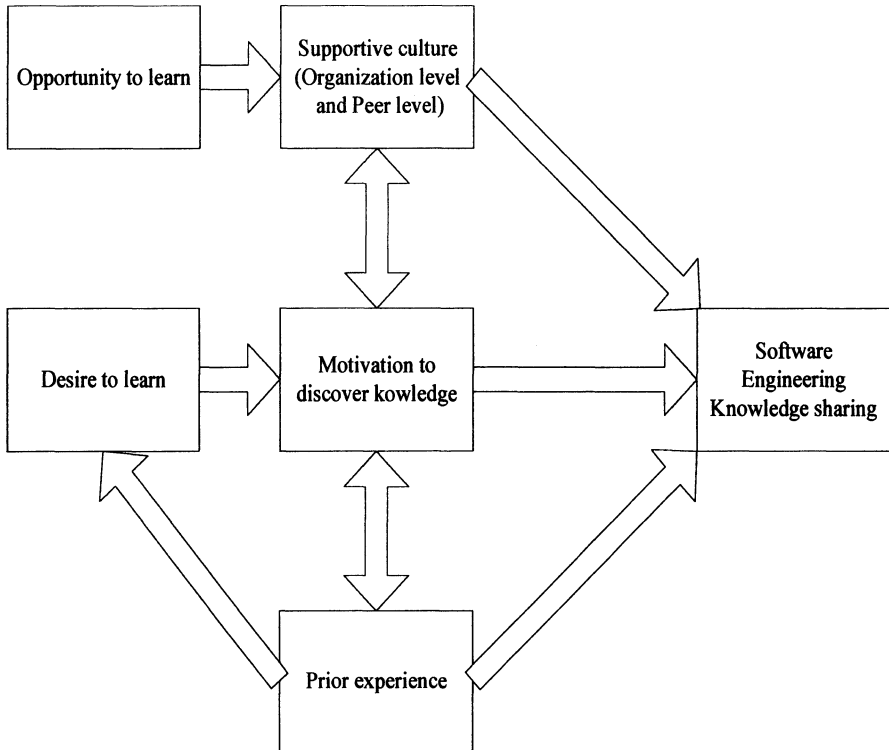 Opportunity to learn
Supportive culture
(Organization level
and Peer level)
Desire to learn
Motivation to
discover kowledge
Software
Engineering
Knowledge sharing
Prior experience